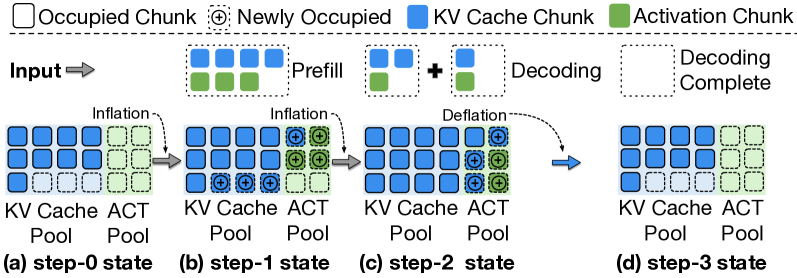 Occupied Chunk Newly Occupied KV Cache Chunk Activation Chunk
Input Prefill + Decoding Decoding
Complete
Inflation Inflation Deflation
KV Cache ACT KV Cache ACT KV Cache ACT KV Cache ACT
Pool Pool Pool Pool Pool Pool Pool Pool
(a) step-0 state (b) step-1 state (c) step-2 state (d) step-3 state